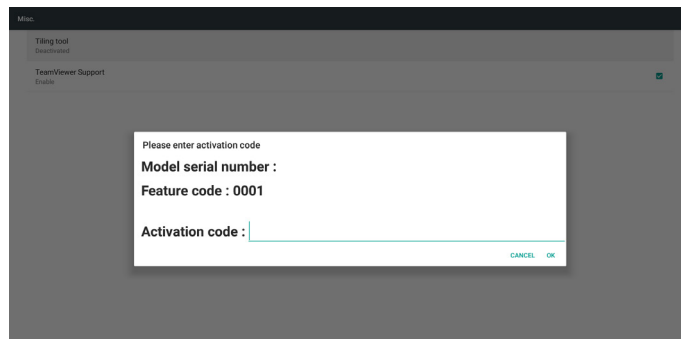 Misc.
Tiling tool
Deactivated
TeamViewer Support
Enable
Please enter activation code
Model serial number :
Feature code : 0001
Activation code :
CANCEL OK